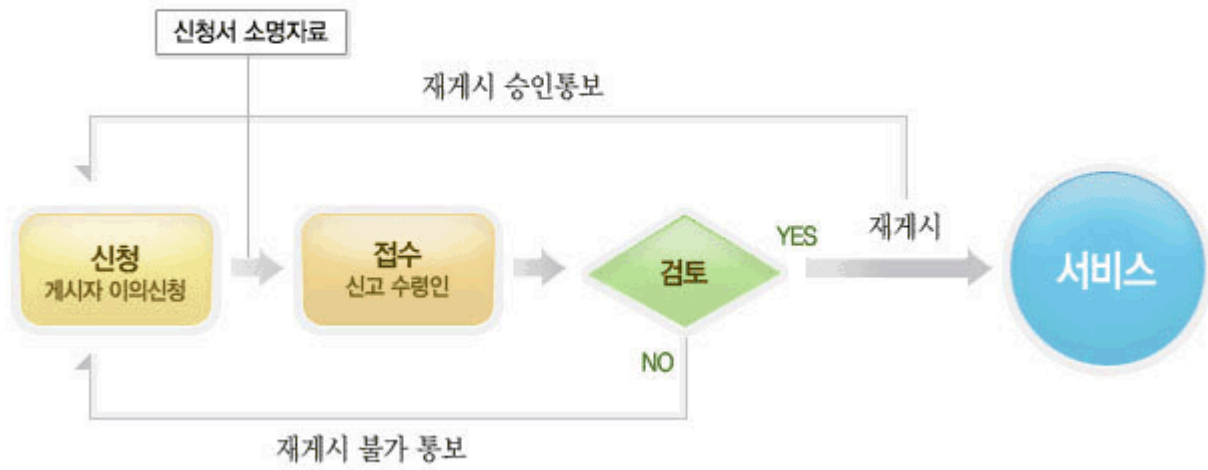 신청서 소명자료
재게시 승인통보
신청
게시자 이의신청
접수
신고 수령인
검토
YES
재게시
서비스
NO
재게시 불가 통보